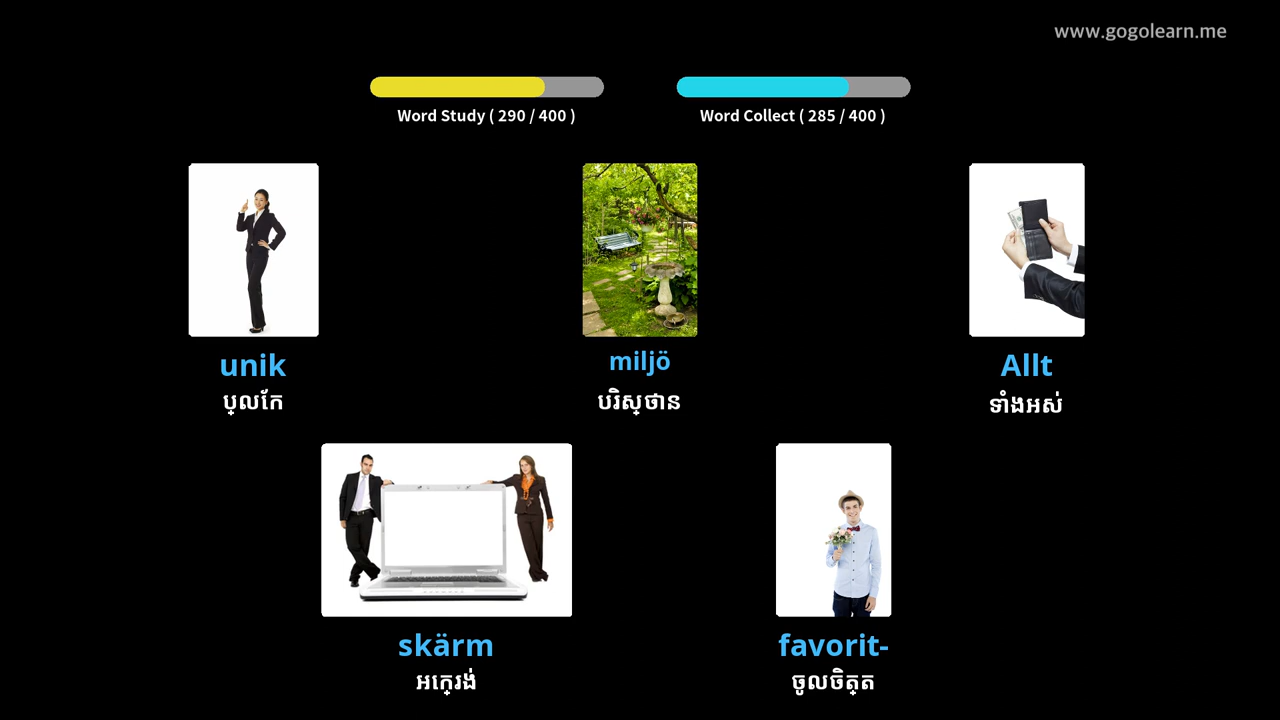 www.gogolearn.me
Word Study ( 290 / 400 )
Word Collect ( 285 / 400 )
unik
ប្លែក
miljö
បរិស្ថាន
Allt
ទាំងអស់
skärm
អេក្រង់
favorit-
ចូលចិត្ត